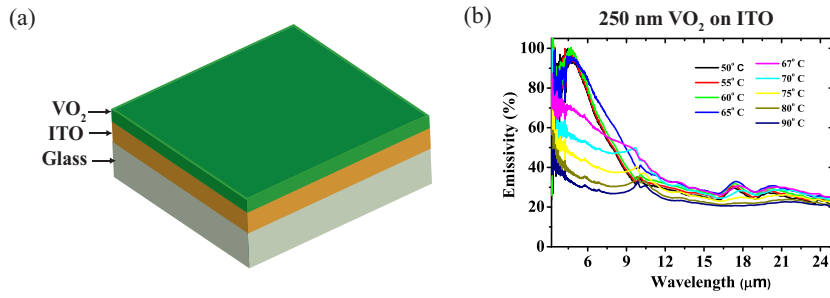 (a)
VO₂
ITO
Glass
(b)
250 nm VO₂ on ITO
Emissivity (%)
100
80
60
40
20
0
50° C
55° C
60° C
65° C
67° C
70° C
75° C
80° C
90° C
6 9 12 15 18 21 24
Wavelength (μm)